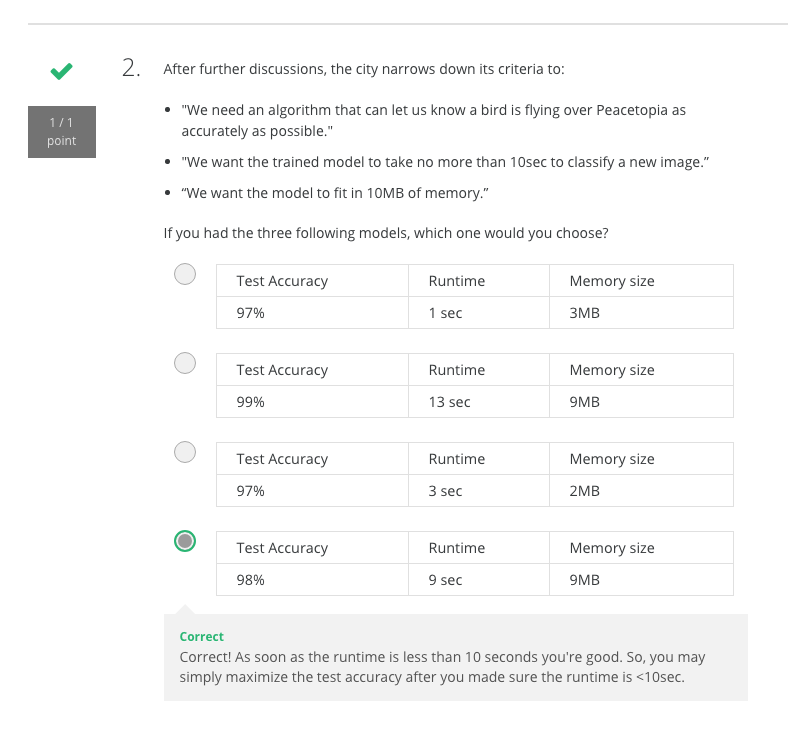 2.
After further discussions, the city narrows down its criteria to:
1 / 1
point
• "We need an algorithm that can let us know a bird is flying over Peacetopia as
accurately as possible."
• "We want the trained model to take no more than 10sec to classify a new image.”
• “We want the model to fit in 10MB of memory.”
If you had the three following models, which one would you choose?
Test Accuracy Runtime Memory size
97% 1 sec 3MB
Test Accuracy Runtime Memory size
99% 13 sec 9MB
Test Accuracy Runtime Memory size
97% 3 sec 2MB
Test Accuracy Runtime Memory size
98% 9 sec 9MB
Correct
Correct! As soon as the runtime is less than 10 seconds you're good. So, you may
simply maximize the test accuracy after you made sure the runtime is <10sec.